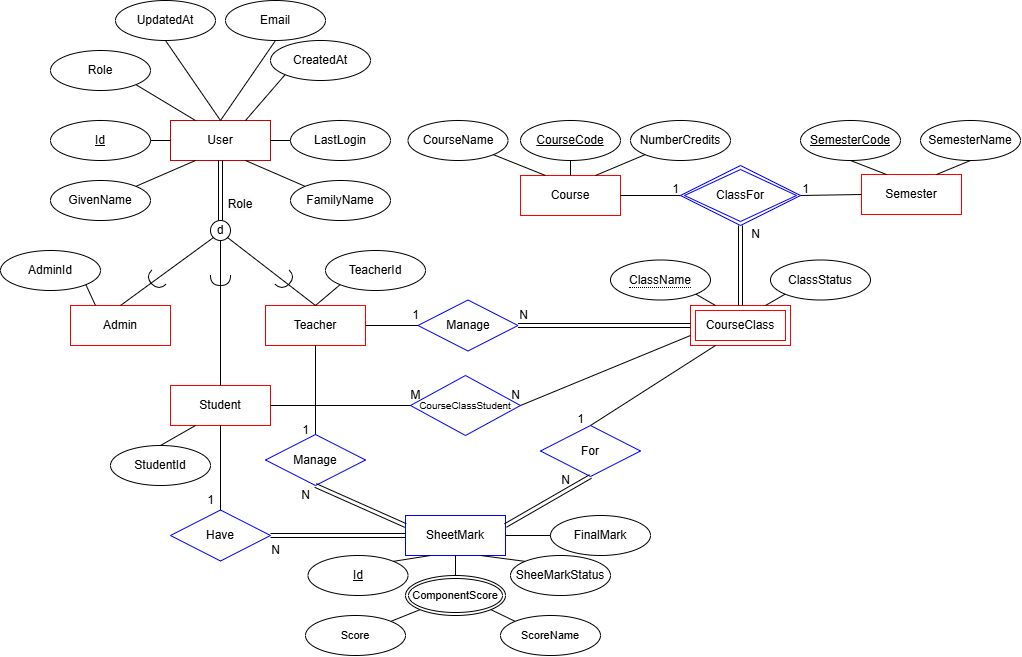 UpdatedAt
Email
Role
CreatedAt
Id
User
LastLogin
GivenName
FamilyName
Role
d
CourseName
CourseCode
NumberCredits
SemesterCode
SemesterName
Course
1
ClassFor
1
Semester
N
AdminId
TeacherId
ClassName
ClassStatus
Admin
Teacher
1
Manage
N
CourseClass
Student
M
CourseClassStudent
N
StudentId
1
Manage
N
1
For
N
1
Have
N
SheetMark
FinalMark
Id
SheeMarkStatus
ComponentScore
Score
ScoreName